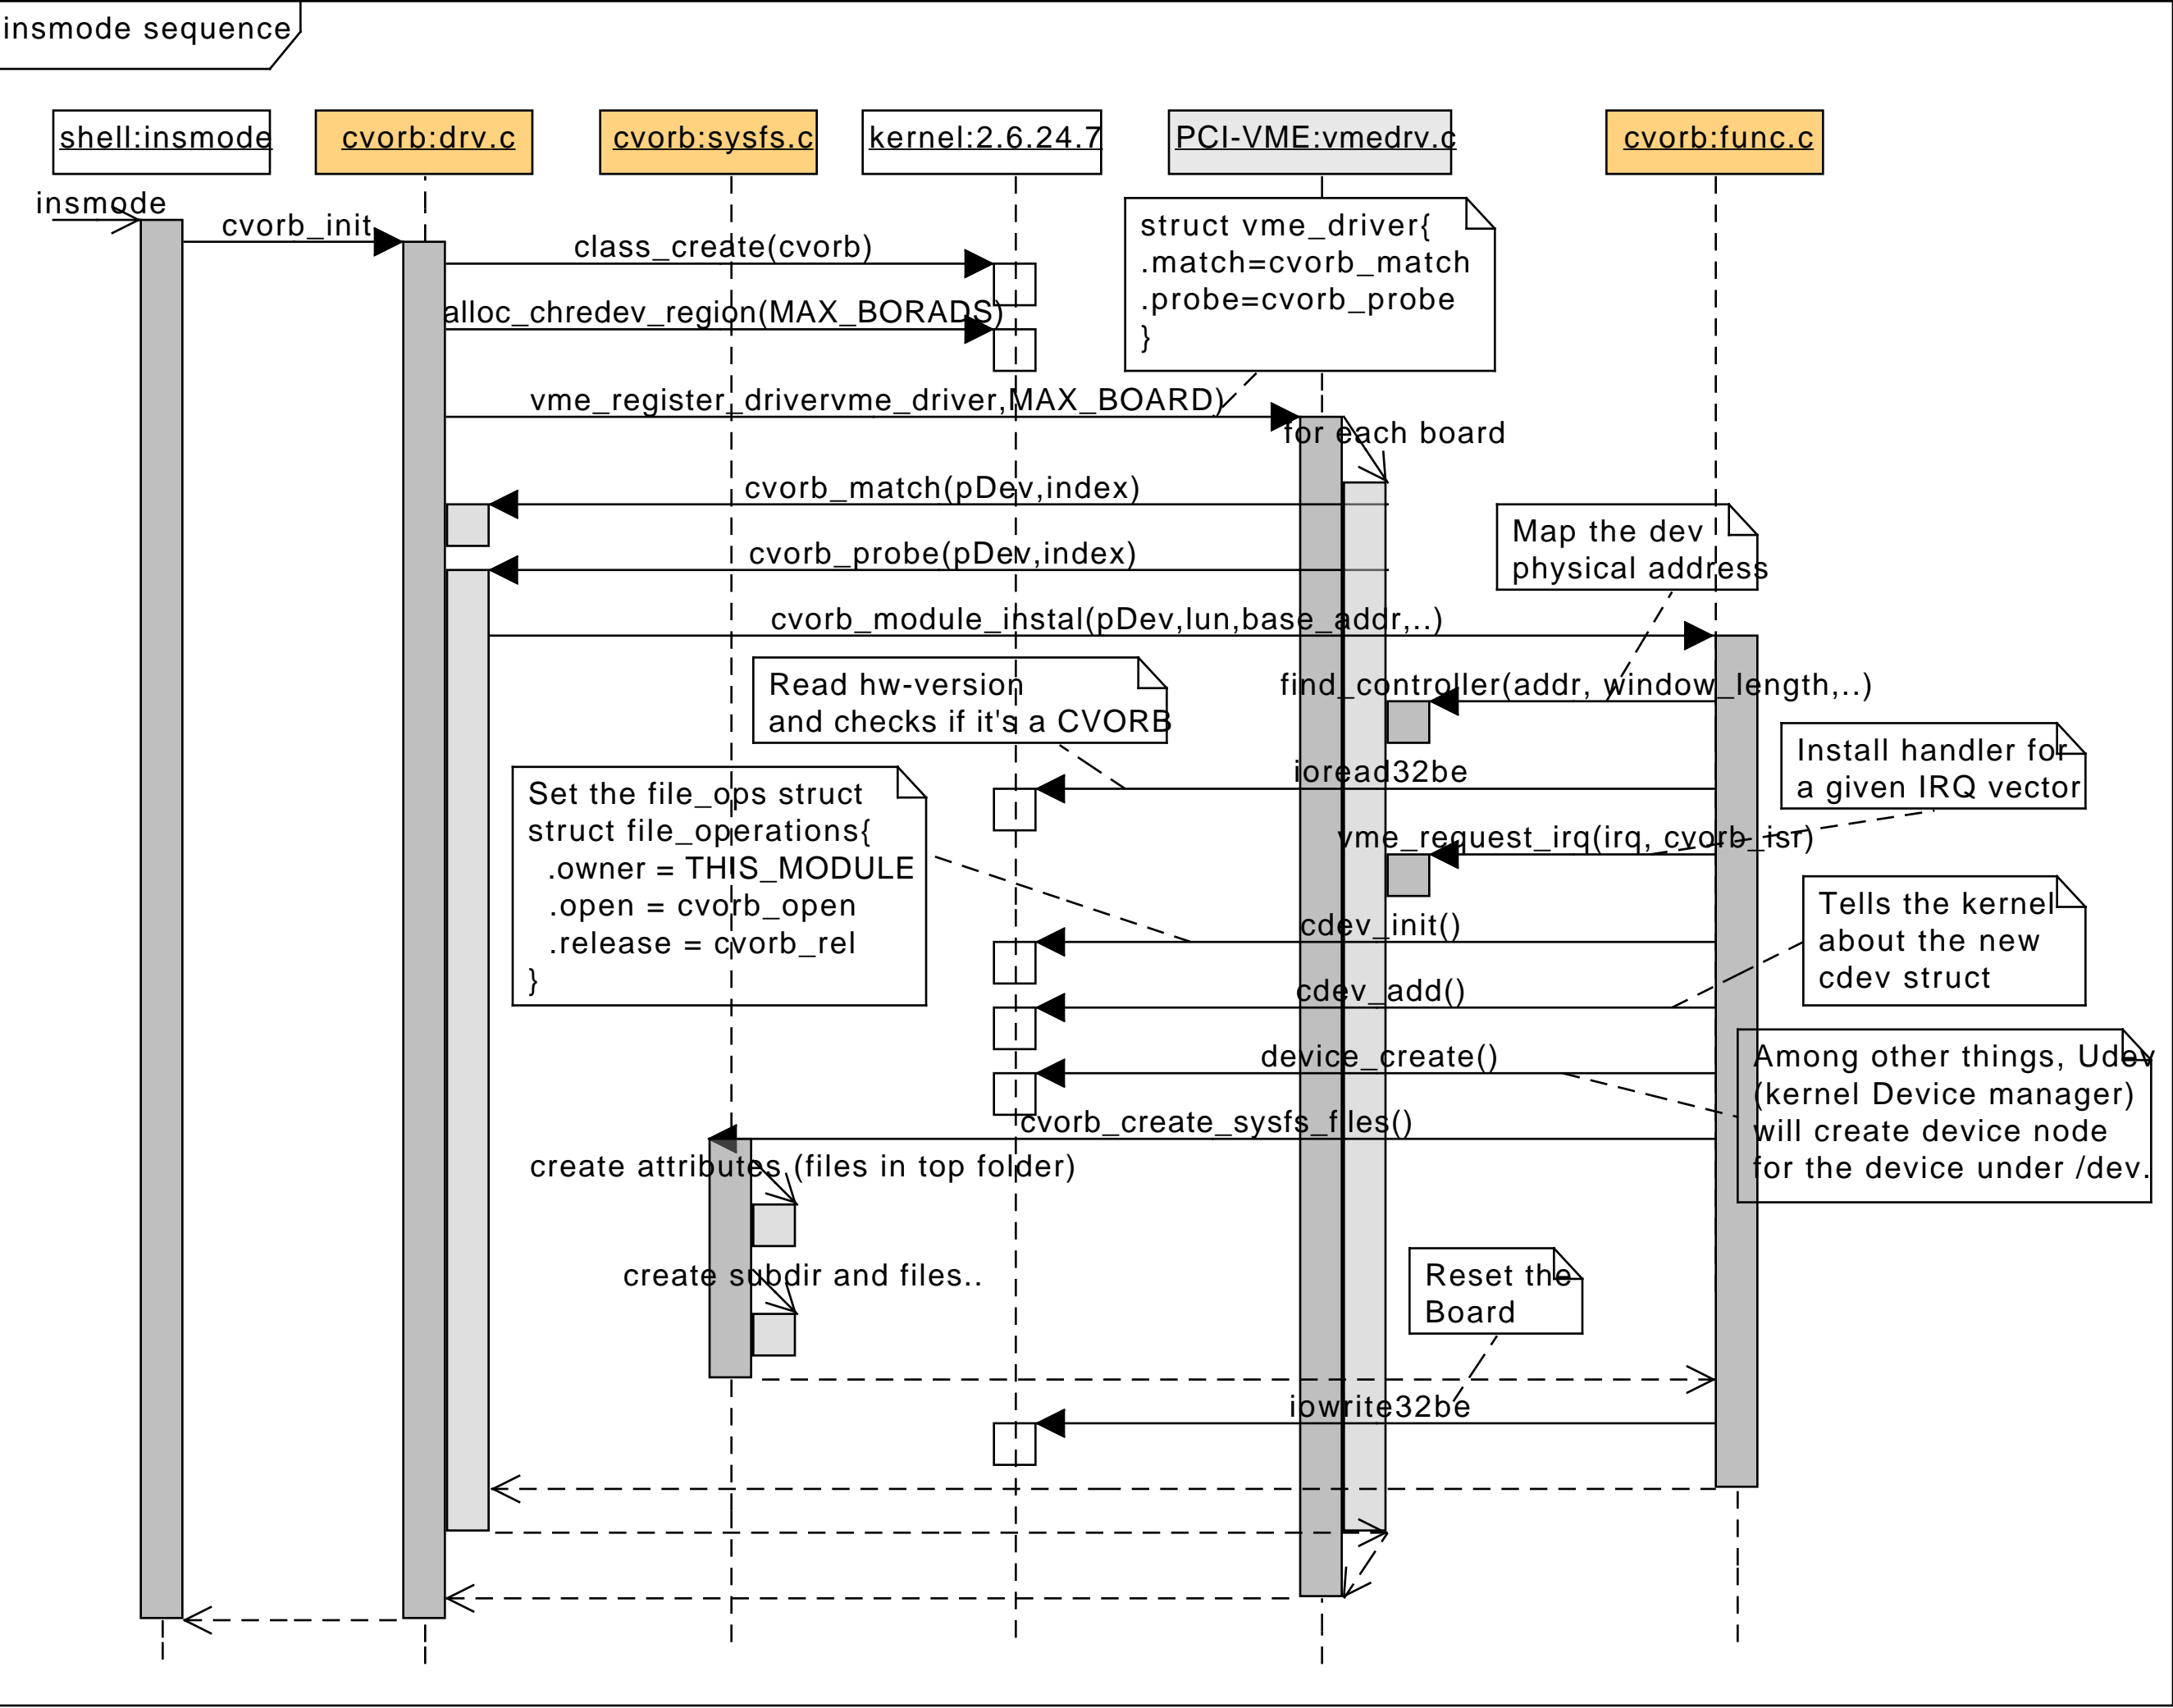 insmode sequence
shell:insmode
cvorb:drv.c
cvorb:sysfs.c
kernel:2.6.24.7
PCI-VME:vmedrv.c
cvorb:func.c
insmode
cvorb_init
class_create(cvorb)
struct vme_driver{
.match=cvorb_match
.probe=cvorb_probe
}
alloc_chredev_region(MAX_BORADS)
vme_register_drivervme_driver,MAX_BOARD)
for each board
cvorb_match(pDev,index)
Map the dev
physical address
cvorb_probe(pDev,index)
cvorb_module_instal(pDev,lun,base_addr,..)
Read hw-version
and checks if it's a CVORB
find_controller(addr, window_length,..)
Install handler for
a given IRQ vector
ioread32be
Set the file_ops struct
struct file_operations{
.owner = THIS_MODULE
.open = cvorb_open
.release = cvorb_rel
}
vme_request_irq(irq, cvorb_isr)
Tells the kernel
about the new
cdev struct
cdev_init()
cdev_add()
device_create()
Among other things, Udev
(kernel Device manager)
will create device node
for the device under /dev.
cvorb_create_sysfs_files()
create attributes (files in top folder)
create subdir and files..
Reset the
Board
iowrite32be